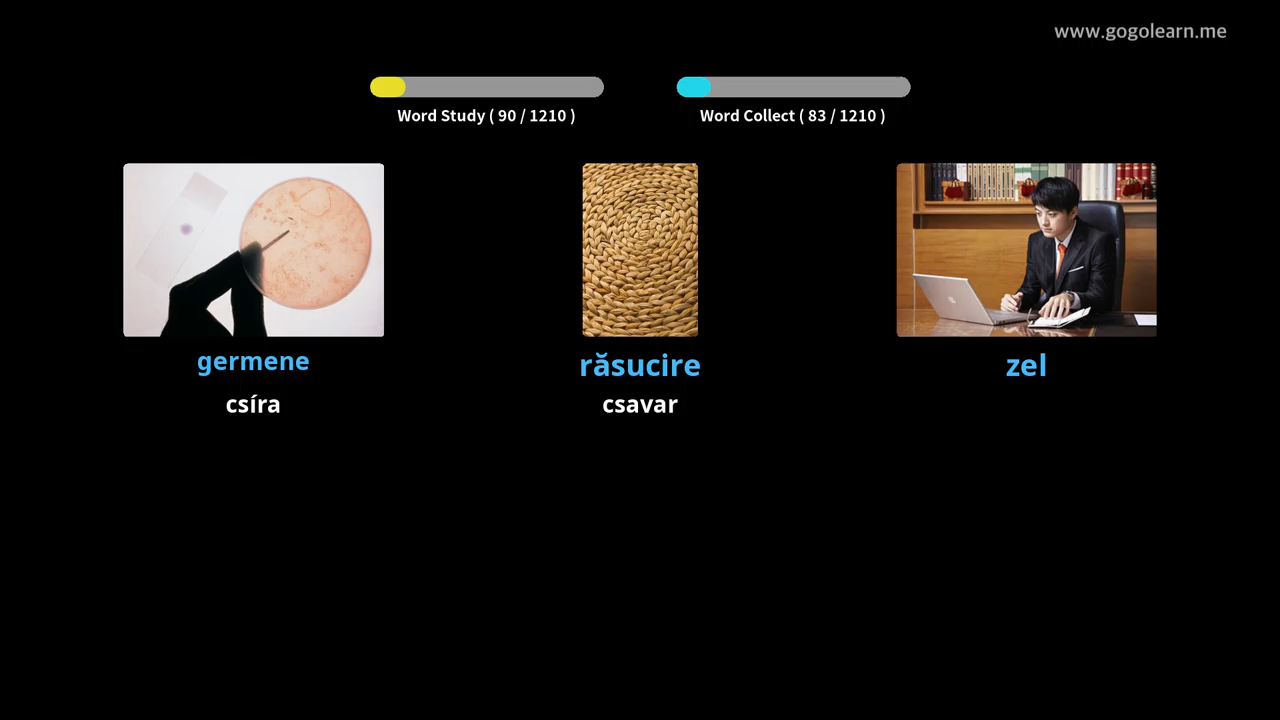 www.gogolearn.me
Word Study ( 90 / 1210 )
Word Collect ( 83 / 1210 )
germene
răsucire
zel
csíra
csavar